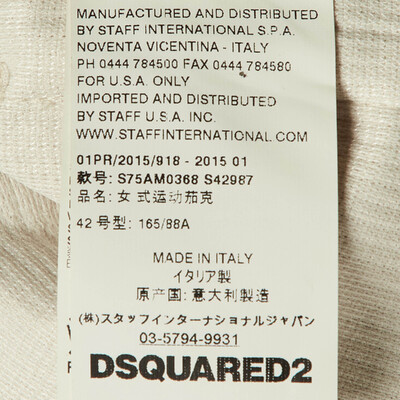 MANUFACTURED AND DISTRIBUTED
BY STAFF INTERNATIONAL S.P.A.
NOVENTA VICENTINA - ITALY
PH 0444 784500 FAX 0444 784580
FOR U.S.A. ONLY
IMPORTED AND DISTRIBUTED
BY STAFF U.S.A. INC.
WWW.STAFFINTERNATIONAL.COM
01PR/2015/918 - 2015 01
款号: S75AM0368 S42987
品名: 女 式运动茄克
42 号型: 165/88A
MADE IN ITALY
イタリア製
原产国: 意大利製造
(株)スタッフインターナショナルジャパン
03-5794-9931
DSQUARED2